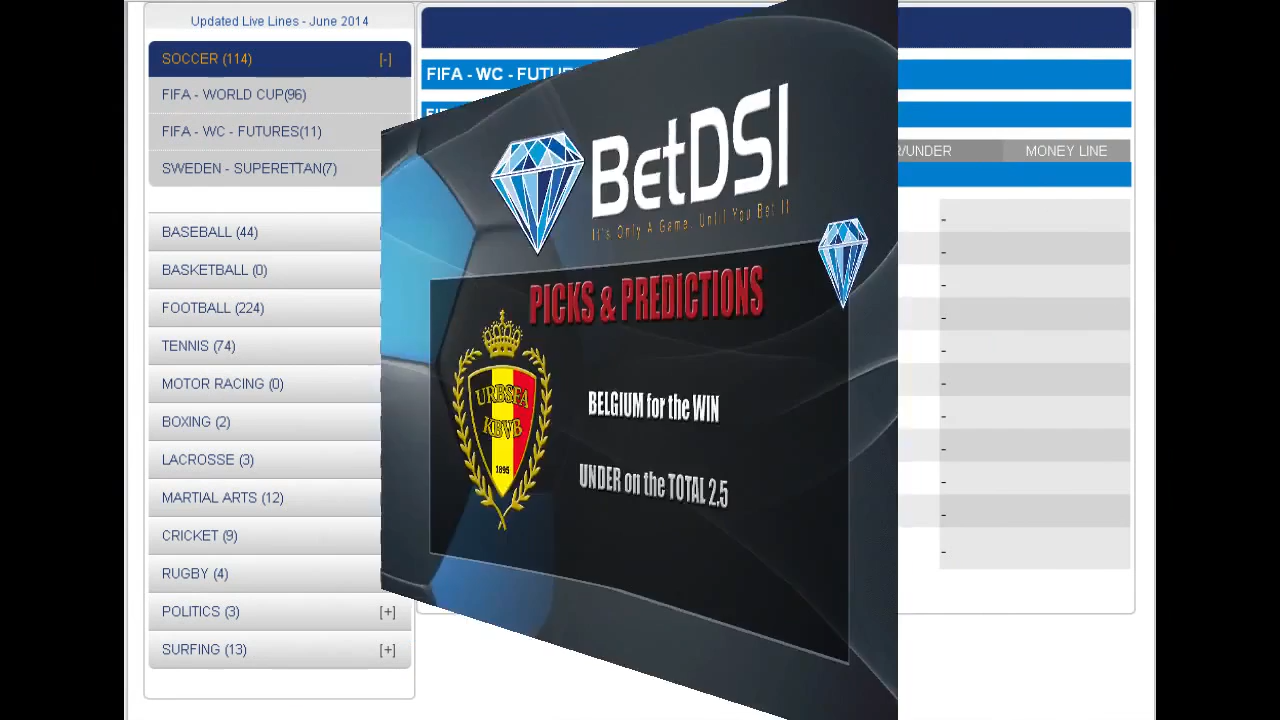 Updated Live Lines - June 2014
SOCCER (114) [-]
FIFA - WORLD CUP(96)
FIFA - WC - FUTURES(11)
SWEDEN - SUPERETTAN(7)
BASEBALL (44)
BASKETBALL (0)
FOOTBALL (224)
TENNIS (74)
MOTOR RACING (0)
BOXING (2)
LACROSSE (3)
MARTIAL ARTS (12)
CRICKET (9)
RUGBY (4)
POLITICS (3) [+]
SURFING (13) [+]
FIFA - WC - FUTU
R/UNDER MONEY LINE
-
-
-
-
-
-
-
-
-
-
-
BetDSI
It's Only A Game, Until You Bet It
PICKS & PREDICTIONS
URBSFA
KBVB
1895
BELGIUM for the WIN
UNDER on the TOTAL 2.5